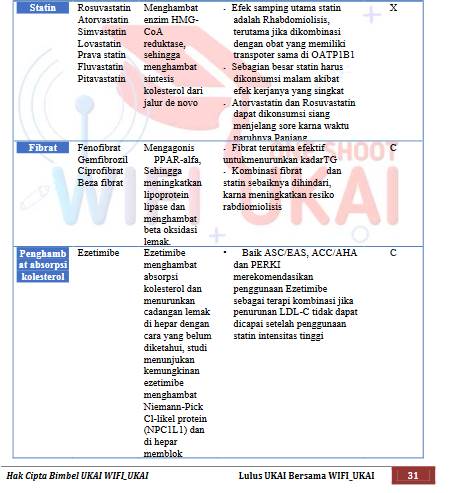 Statin
Rosuvastatin
Atorvastatin
Simvastatin
Lovastatin
Prava statin
Fluvastatin
Pitavastatin
Menghambat
enzim HMG-
CoA
reduktase,
sehingga
menghambat
sintesis
kolesterol dari
jalur de novo
- Efek samping utama statin
adalah Rhabdomiolisis,
terutama jika dikombinasi
dengan obat yang memiliki
transpoter sama di OATP1B1
- Sebagian besar statin harus
dikonsumsi malam akibat
efek kerjanya yang singkat
- Atorvastatin dan Rosuvastatin
dapat dikonsumsi siang
menjelang sore karna waktu
paruhnya Panjang
X
Fibrat
Fenofibrat
Gemfibrozil
Ciprofibrat
Beza fibrat
Mengagonis
PPAR-alfa,
Sehingga
meningkatkan
lipoprotein
lipase dan
menghambat
beta oksidasi
lemak.
- Fibrat terutama efektif
untukmenurunkan kadarTG
- Kombinasi fibrat dan
statin sebaiknya dihindari,
karna meningkatkan resiko
rabdiomiolisis
C
Penghamb
at absorpsi
kolesterol
Ezetimibe
Ezetimibe
menghambat
absorpsi
kolesterol dan
menurunkan
cadangan lemak
di hepar dengan
cara yang belum
diketahui, studi
menunjukan
kemungkinan
ezetimibe
menghambat
Niemann-Pick
Cl-likel protein
(NPC1L1) dan
di hepar
memblok
• Baik ASC/EAS, ACC/AHA
dan PERKI
merekomendasikan
penggunaan Ezetimibe
sebagai terapi kombinasi jika
penurunan LDL-C tidak dapat
dicapai setelah penggunaan
statin intensitas tinggi
C
SHOOT
WIFI UKAI
Hak Cipta Bimbel UKAI WIFI_UKAI
Lulus UKAI Bersama WIFI_UKAI
31